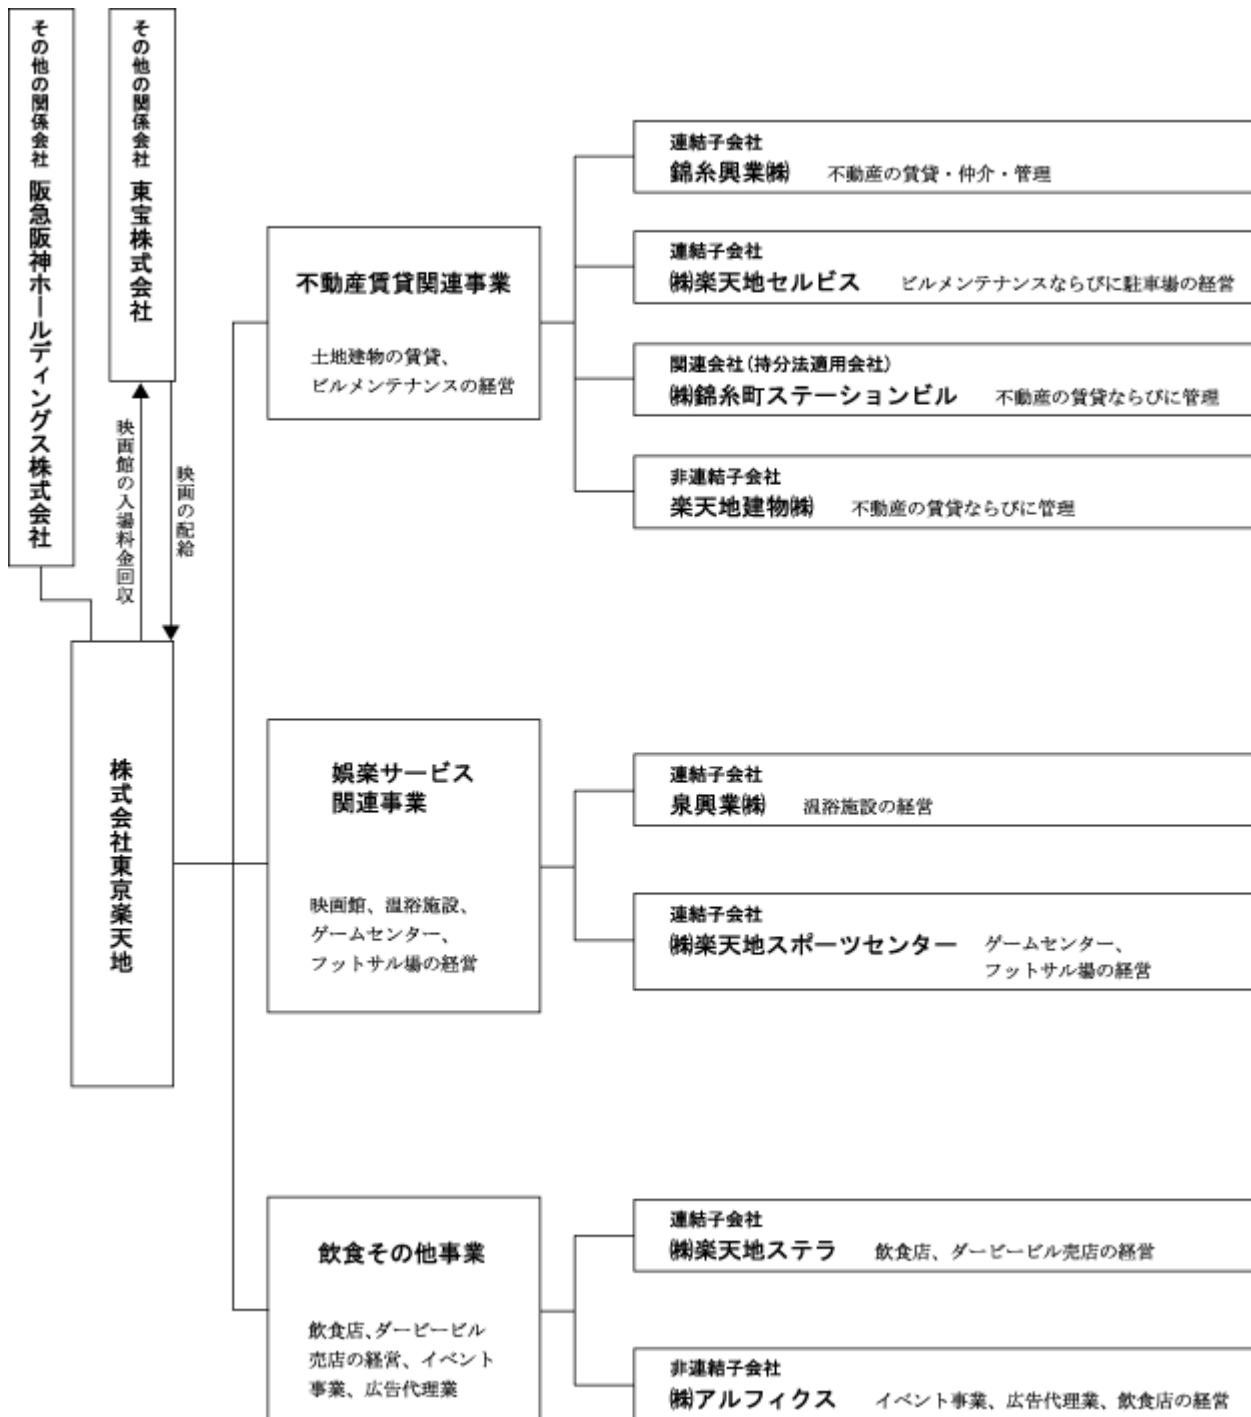 その他の関係会社 阪急阪神ホールディングス株式会社
その他の関係会社 東宝株式会社
映画館の入場料金回収
映画の配給
株式会社東京楽天地
不動産賃貸関連事業
土地建物の賃貸、
ビルメンテナンスの経営
連結子会社
錦糸興業㈱ 不動産の賃貸・仲介・管理
連結子会社
㈱楽天地セルビス ビルメンテナンスならびに駐車場の経営
関連会社(持分法適用会社)
㈱錦糸町ステーションビル 不動産の賃貸ならびに管理
非連結子会社
楽天地建物㈱ 不動産の賃貸ならびに管理
娯楽サービス
関連事業
映画館、温浴施設、
ゲームセンター、
フットサル場の経営
連結子会社
泉興業㈱ 温浴施設の経営
連結子会社
㈱楽天地スポーツセンター ゲームセンター、
フットサル場の経営
飲食その他事業
飲食店、ダービービル
売店の経営、イベント
事業、広告代理業
連結子会社
㈱楽天地ステラ 飲食店、ダービービル売店の経営
非連結子会社
㈱アルフィクス イベント事業、広告代理業、飲食店の経営